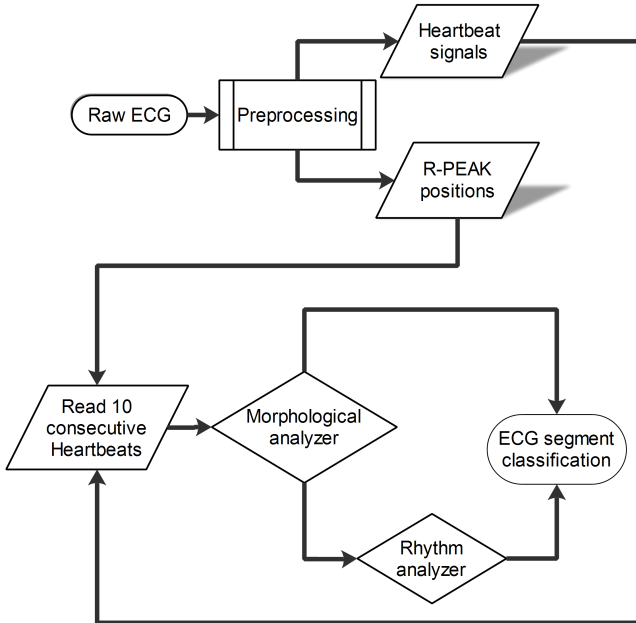 Heartbeat
signals
Raw ECG
Preprocessing
R-PEAK
positions
Read 10
consecutive
Heartbeats
Morphological
analyzer
ECG segment
classification
Rhythm
analyzer